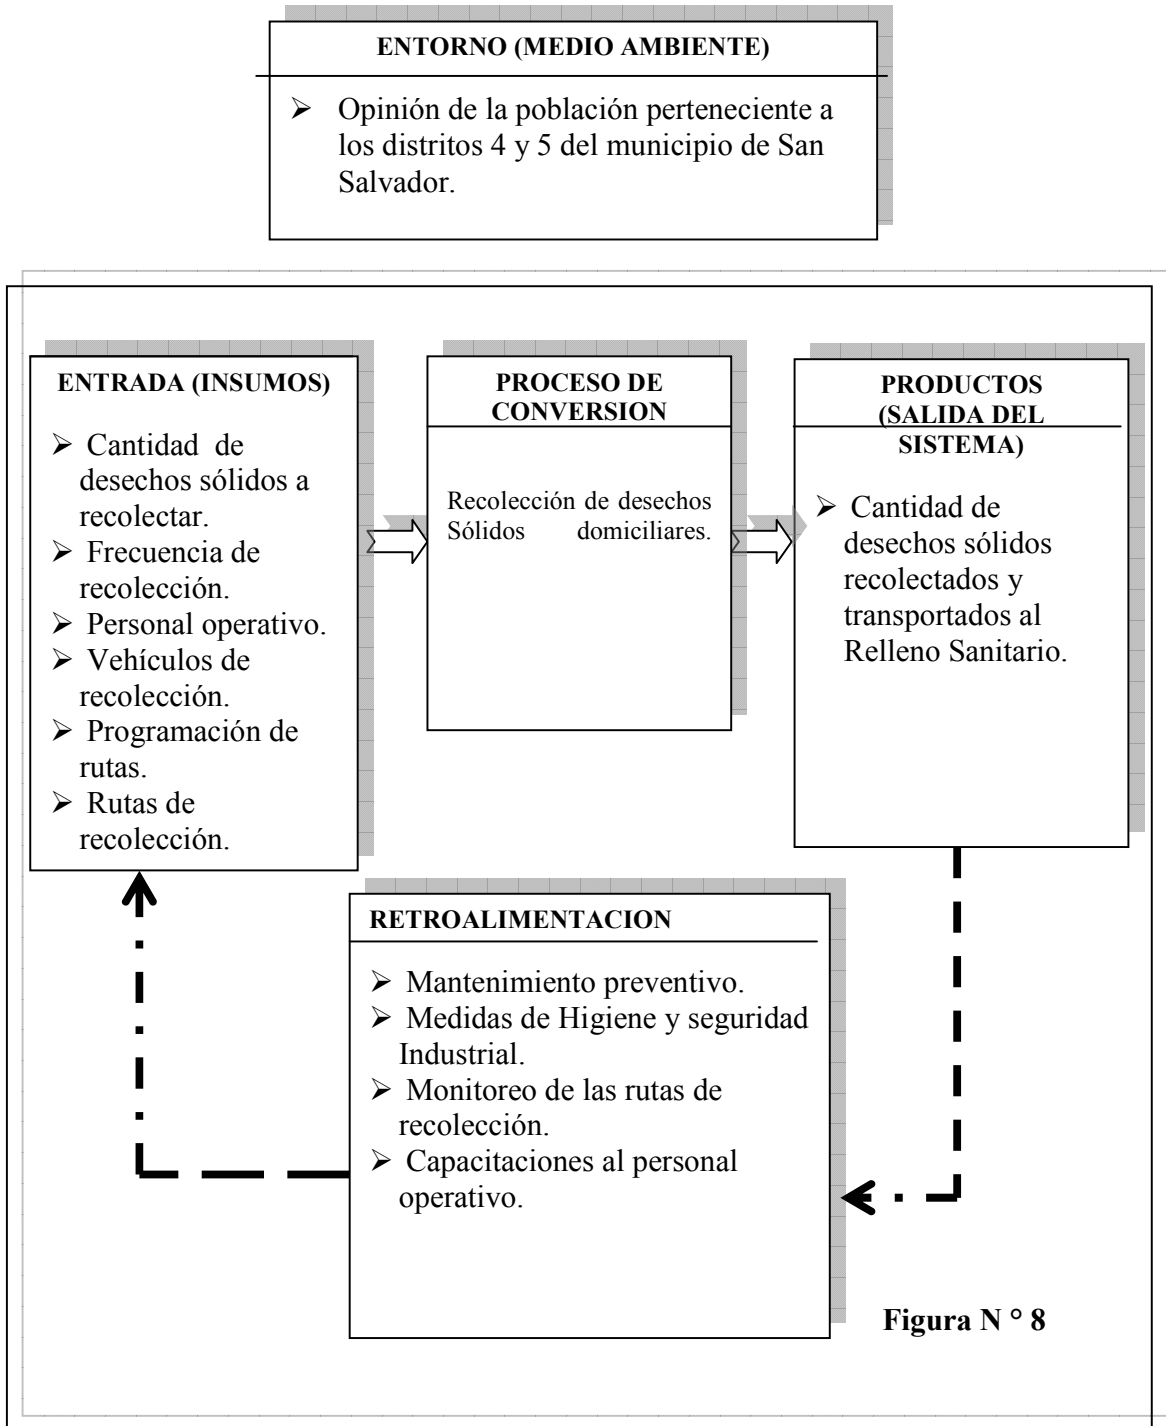 ENTORNO (MEDIO AMBIENTE)
➢ Opinión de la población perteneciente a
los distritos 4 y 5 del municipio de San
Salvador.
ENTRADA (INSUMOS)
➢ Cantidad de
desechos sólidos a
recolectar.
➢ Frecuencia de
recolección.
➢ Personal operativo.
➢ Vehículos de
recolección.
➢ Programación de
rutas.
➢ Rutas de
recolección.
PROCESO DE
CONVERSION
Recolección de desechos
Sólidos domiciliares.
PRODUCTOS
(SALIDA DEL
SISTEMA)
➢ Cantidad de
desechos sólidos
recolectados y
transportados al
Relleno Sanitario.
RETROALIMENTACION
➢ Mantenimiento preventivo.
➢ Medidas de Higiene y seguridad
Industrial.
➢ Monitoreo de las rutas de
recolección.
➢ Capacitaciones al personal
operativo.
Figura N ° 8